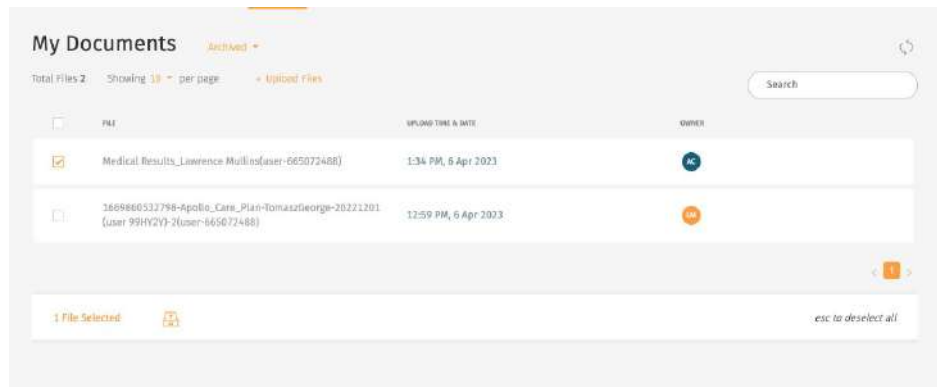 My Documents Archived
Total Files 2 Showing 10 per page + Upload Files
Search
FILE UPLOAD TIME & DATE OWNER
Medical Results_Lawrence Mullins(user-665072488) 1:34 PM, 6 Apr 2023 AC
1669860532798-Apollo_Care_Plan-TomaszGeorge-20221201
(user 99HY2Y)-2(user-665072488) 12:59 PM, 6 Apr 2023
< 1 >
1 File Selected esc to deselect all